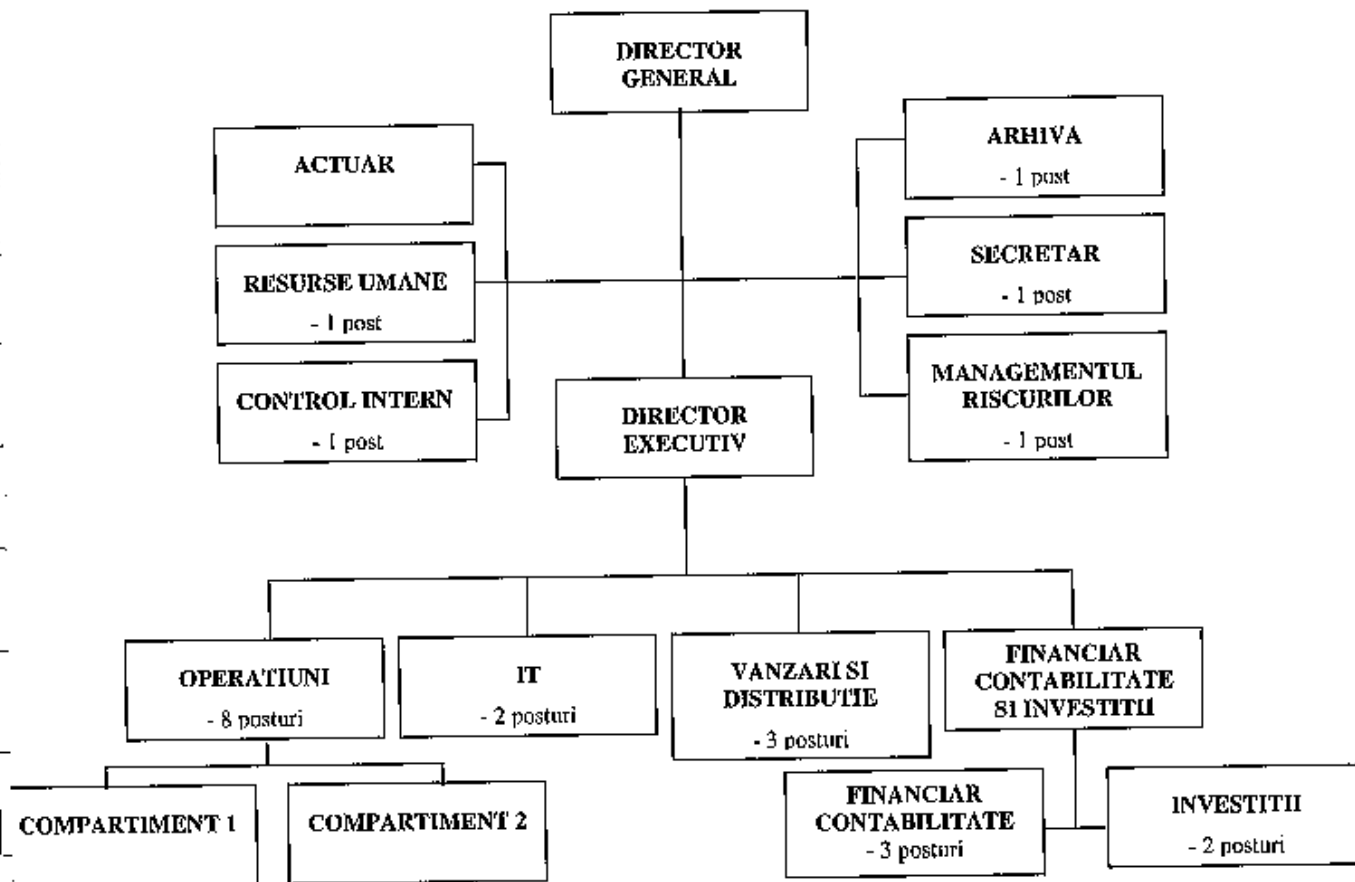 DIRECTOR
GENERAL
ACTUAR
ARHIVA
- 1 post
RESURSE UMANE
- 1 post
SECRETAR
- 1 post
CONTROL INTERN
- 1 post
DIRECTOR
EXECUTIV
MANAGEMENTUL
RISCURILOR
- 1 post
OPERATIUNI
- 8 posturi
IT
- 2 posturi
VANZARI SI
DISTRIBUTIE
- 3 posturi
FINANCIAR
CONTABILITATE
SI INVESTITII
COMPARTIMENT 1
COMPARTIMENT 2
FINANCIAR
CONTABILITATE
- 3 posturi
INVESTITII
- 2 posturi